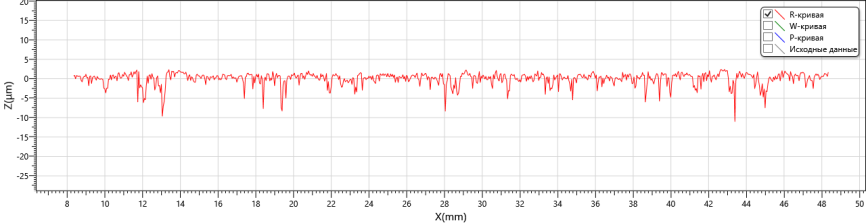 20
15
10
5
0
-5
-10
-15
-20
-25
Z(µm)
R-кривая
W-кривая
P-кривая
Исходные данные
8 10 12 14 16 18 20 22 24 26 28 30 32 34 36 38 40 42 44 46 48 50
X(mm)